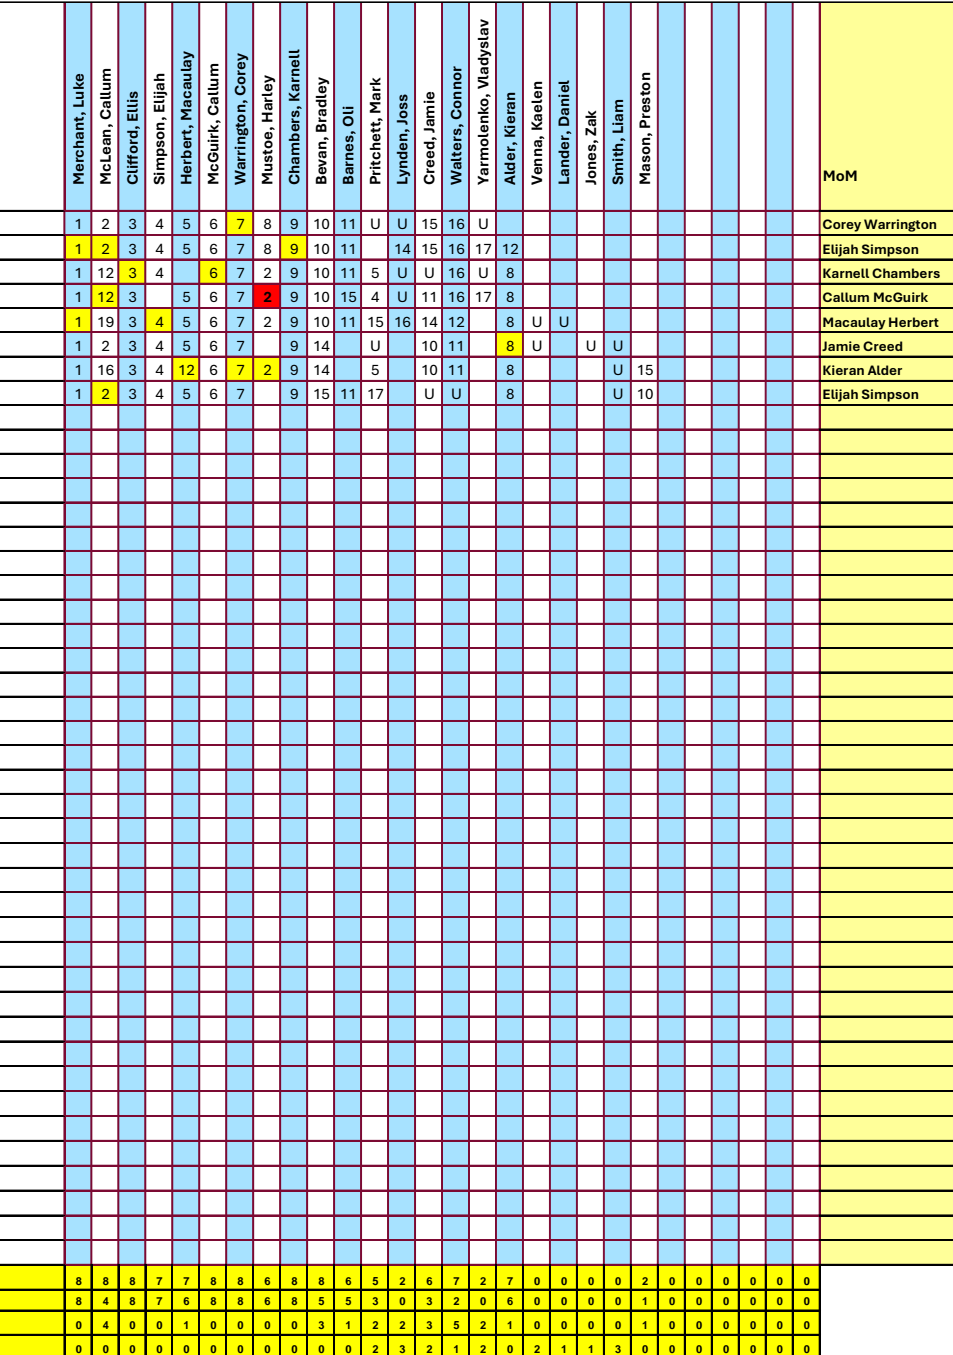 Merchant, Luke
McLean, Callum
Clifford, Ellis
Simpson, Elijah
Herbert, Macaulay
McGuirk, Callum
Warrington, Corey
Mustoe, Harley
Chambers, Karnell
Bevan, Bradley
Barnes, Oli
Pritchett, Mark
Lynden, Joss
Creed, Jamie
Walters, Connor
Yarmolenko, Vladyslav
Alder, Kieran
Venna, Kaelen
Lander, Daniel
Jones, Zak
Smith, Liam
Mason, Preston
MoM
1 2 3 4 5 6 7 8 9 10 11 U U 15 16 U Corey Warrington
1 2 3 4 5 6 7 8 9 10 11 14 15 16 17 12 Elijah Simpson
1 12 3 4 6 7 2 9 10 11 5 U U 16 U 8 Karnell Chambers
1 12 3 5 6 7 2 9 10 15 4 U 11 16 17 8 Callum McGuirk
1 19 3 4 5 6 7 2 9 10 11 15 16 14 12 8 U U Macaulay Herbert
1 2 3 4 5 6 7 9 14 U 10 11 8 U U U Jamie Creed
1 16 3 4 12 6 7 2 9 14 5 10 11 8 U 15 Kieran Alder
1 2 3 4 5 6 7 9 15 11 17 U U 8 U 10 Elijah Simpson
8 8 8 7 7 8 8 6 8 8 6 5 2 6 7 2 7 0 0 0 0 2 0 0 0 0 0 0
8 4 8 7 6 8 8 6 8 5 5 3 0 3 2 0 6 0 0 0 0 1 0 0 0 0 0 0
0 4 0 0 1 0 0 0 0 3 1 2 2 3 5 2 1 0 0 0 0 1 0 0 0 0 0 0
0 0 0 0 0 0 0 0 0 0 0 2 3 2 1 2 0 2 1 1 3 0 0 0 0 0 0 0